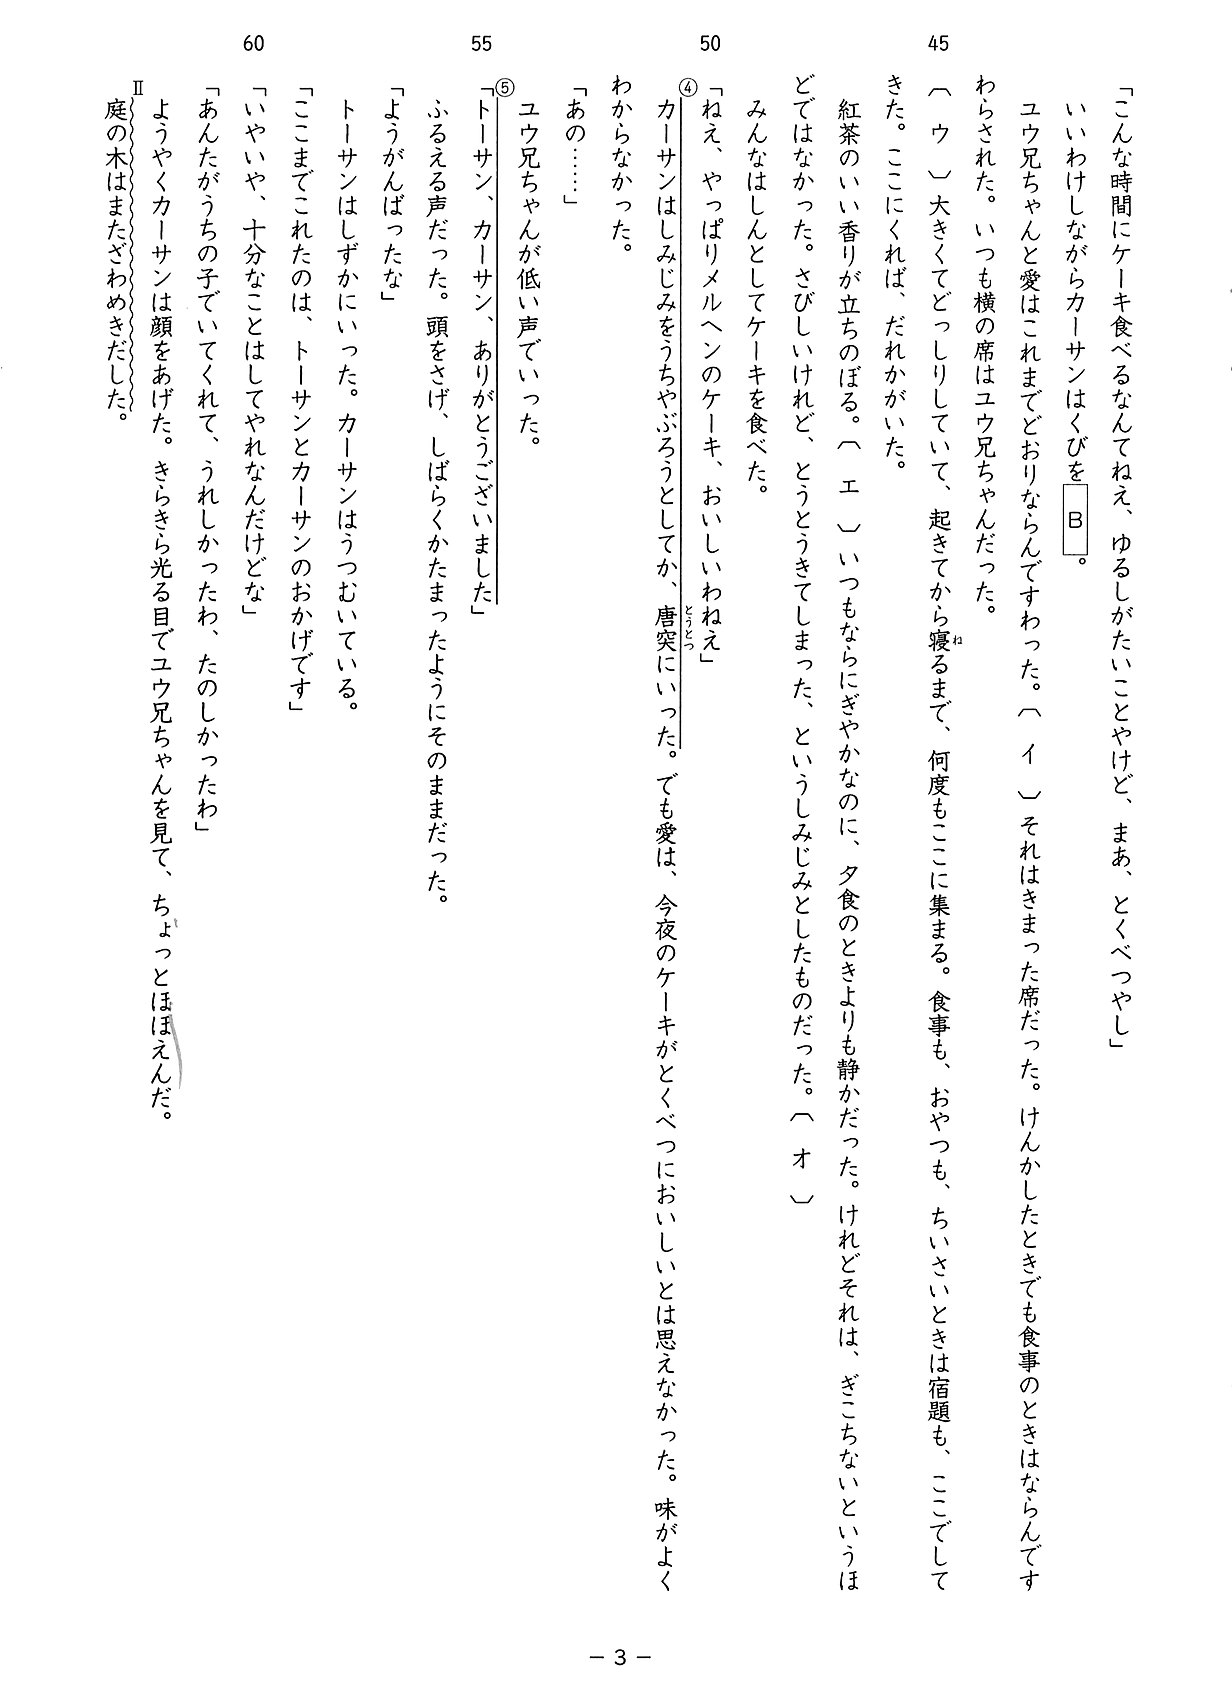 「こんな時間にケーキ食べるなんてねえ、ゆるしがたいことやけど、まあ、とくべつやし」
いいわけしながらカーサンはくびを B 。
ユウ兄ちゃんと愛はこれまでどおりならんですわった。〔 イ 〕それはきまった席だった。けんかしたときでも食事のときはならんです
わらされた。いつも横の席はユウ兄ちゃんだった。
45
〔 ウ 〕大きくてどっしりしていて、起きてから寝るまで、何度もここに集まる。食事も、おやつも、ちいさいときは宿題も、ここでして
ね
きた。ここにくれば、だれかがいた。
紅茶のいい香りが立ちのぼる。〔 エ 〕いつもならにぎやかなのに、夕食のときよりも静かだった。けれどそれは、ぎこちないというほ
どではなかった。さびしいけれど、とうとうきてしまった、というしみじみとしたものだった。〔 オ 〕
みんなはしんとしてケーキを食べた。
50
「ねえ、やっぱりメルヘンのケーキ、おいしいわねえ」
④
カーサンはしみじみをうちやぶろうとしてか、唐突にいった。でも愛は、今夜のケーキがとくべつにおいしいとは思えなかった。味がよく
とうとつ
わからなかった。
「あの……」
ユウ兄ちゃんが低い声でいった。
55
⑤
「トーサン、カーサン、ありがとうございました」
ふるえる声だった。頭をさげ、しばらくかたまったようにそのままだった。
「ようがんばったな」
トーサンはしずかにいった。カーサンはうつむいている。
「ここまでこれたのは、トーサンとカーサンのおかげです」
60
「いやいや、十分なことはしてやれなんだけどな」
「あんたがうちの子でいてくれて、うれしかったわ、たのしかったわ」
ようやくカーサンは顔をあげた。きらきら光る目でユウ兄ちゃんを見て、ちょっとほほえんだ。
Ⅱ
庭の木はまたざわめきだした。
― 3 ―